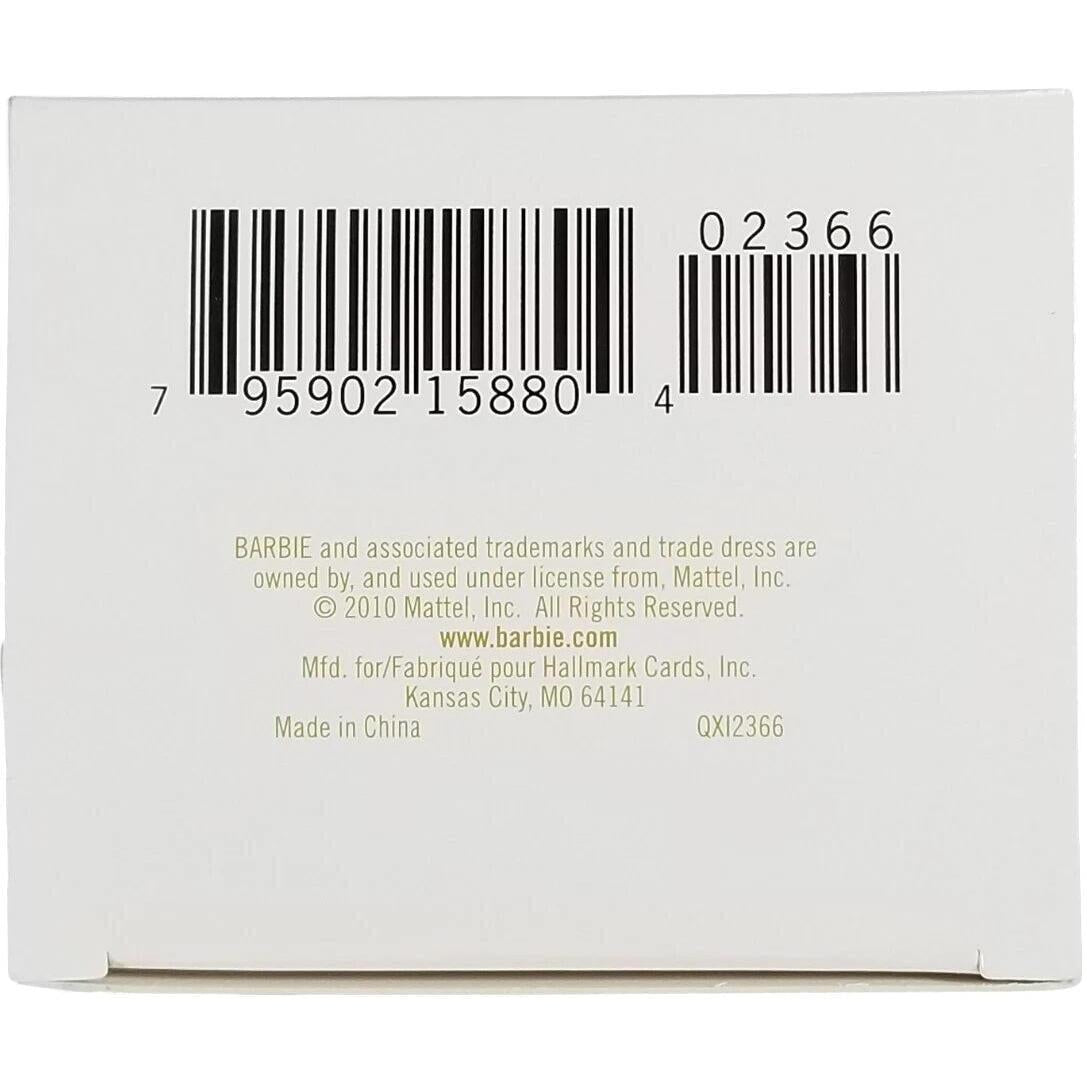 02366
7 95902 15880 4
BARBIE and associated trademarks and trade dress are
owned by, and used under license from, Mattel, Inc.
© 2010 Mattel, Inc. All Rights Reserved.
www.barbie.com
Mfd. for/Fabriqué pour Hallmark Cards, Inc.
Kansas City, MO 64141
Made in China QXI2366